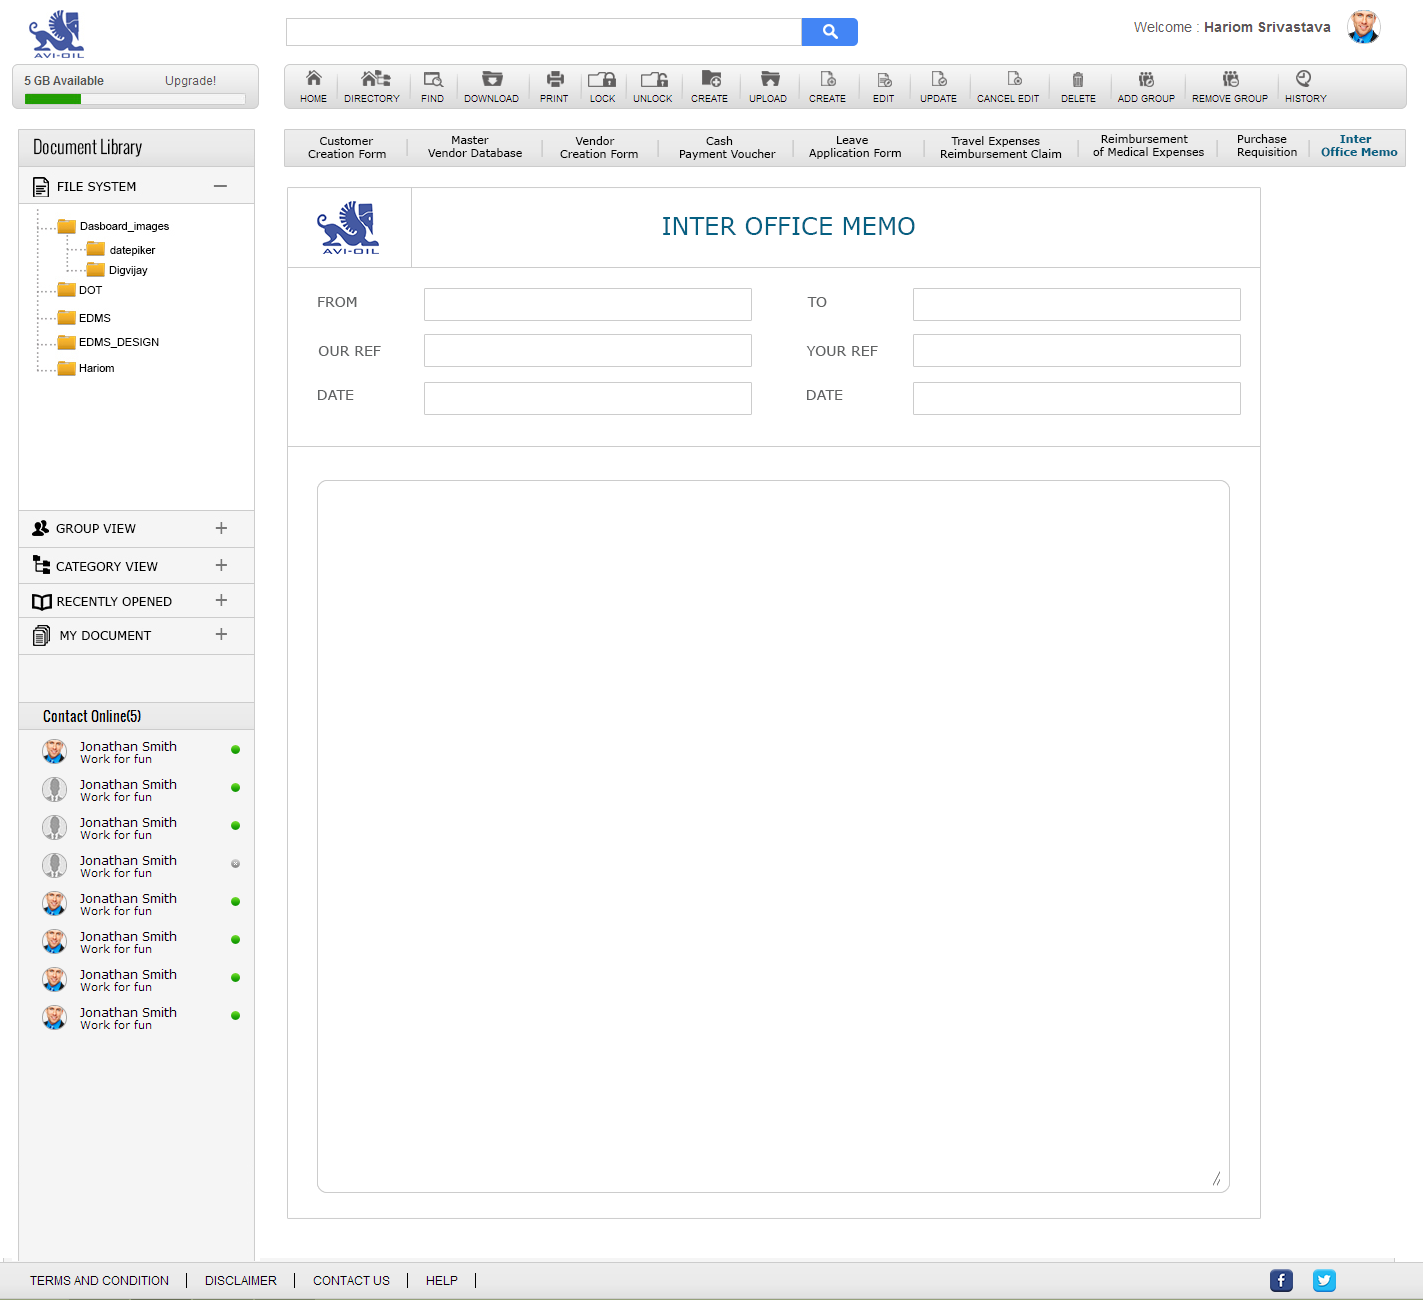 AVI-OIL
Welcome : Hariom Srivastava
5 GB Available Upgrade!
HOME DIRECTORY FIND DOWNLOAD PRINT LOCK UNLOCK CREATE UPLOAD CREATE EDIT UPDATE CANCEL EDIT DELETE ADD GROUP REMOVE GROUP HISTORY
Customer
Creation Form
Master
Vendor Database
Vendor
Creation Form
Cash
Payment Voucher
Leave
Application Form
Travel Expenses
Reimbursement Claim
Reimbursement
of Medical Expenses
Purchase
Requisition
Inter
Office Memo
Document Library
FILE SYSTEM
Dasboard_images
datepiker
Digvijay
DOT
EDMS
EDMS_DESIGN
Hariom
GROUP VIEW
CATEGORY VIEW
RECENTLY OPENED
MY DOCUMENT
Contact Online(5)
Jonathan Smith
Work for fun
Jonathan Smith
Work for fun
Jonathan Smith
Work for fun
Jonathan Smith
Work for fun
Jonathan Smith
Work for fun
Jonathan Smith
Work for fun
Jonathan Smith
Work for fun
Jonathan Smith
Work for fun
AVI-OIL
INTER OFFICE MEMO
FROM TO
OUR REF YOUR REF
DATE DATE
TERMS AND CONDITION DISCLAIMER CONTACT US HELP